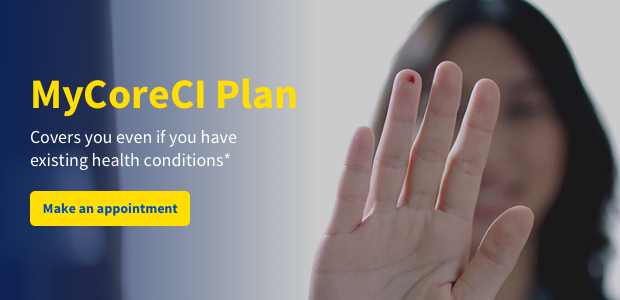 MyCoreCI Plan
Covers you even if you have
existing health conditions*
Make an appointment